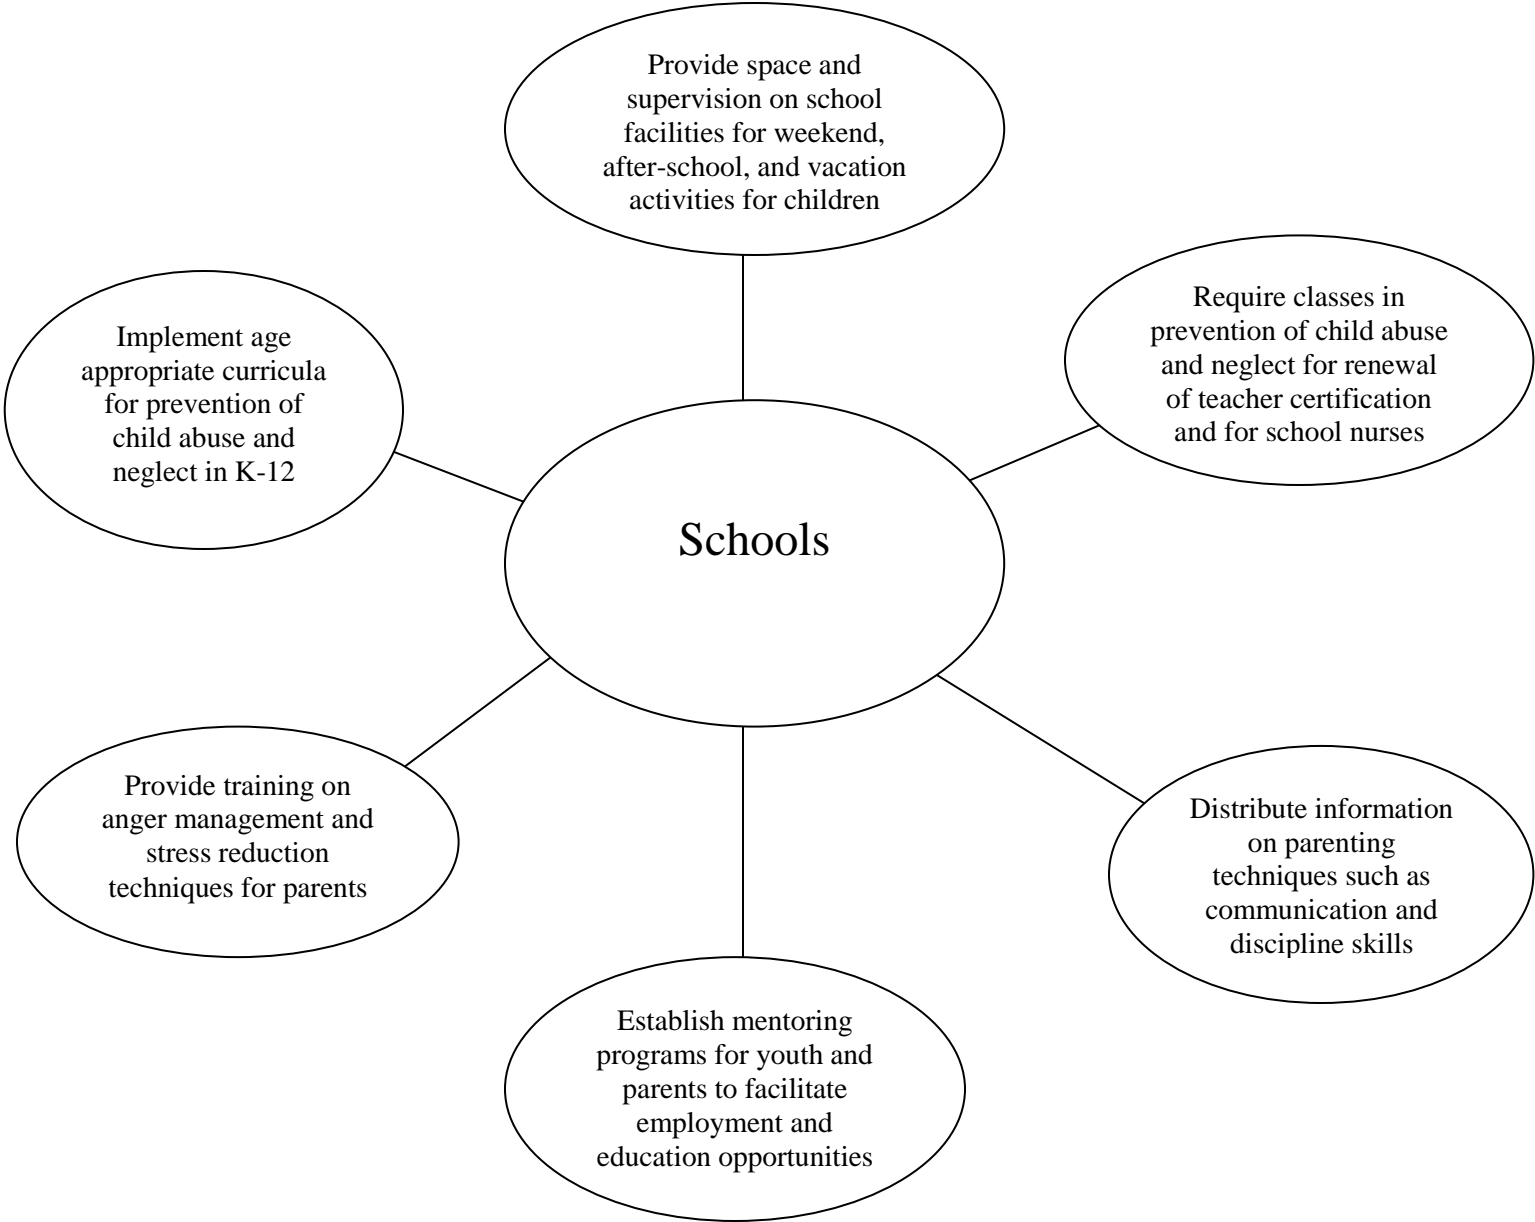 Provide space and
supervision on school
facilities for weekend,
after-school, and vacation
activities for children
Require classes in
prevention of child abuse
and neglect for renewal
of teacher certification
and for school nurses
Implement age
appropriate curricula
for prevention of
child abuse and
neglect in K-12
Schools
Provide training on
anger management and
stress reduction
techniques for parents
Distribute information
on parenting
techniques such as
communication and
discipline skills
Establish mentoring
programs for youth and
parents to facilitate
employment and
education opportunities